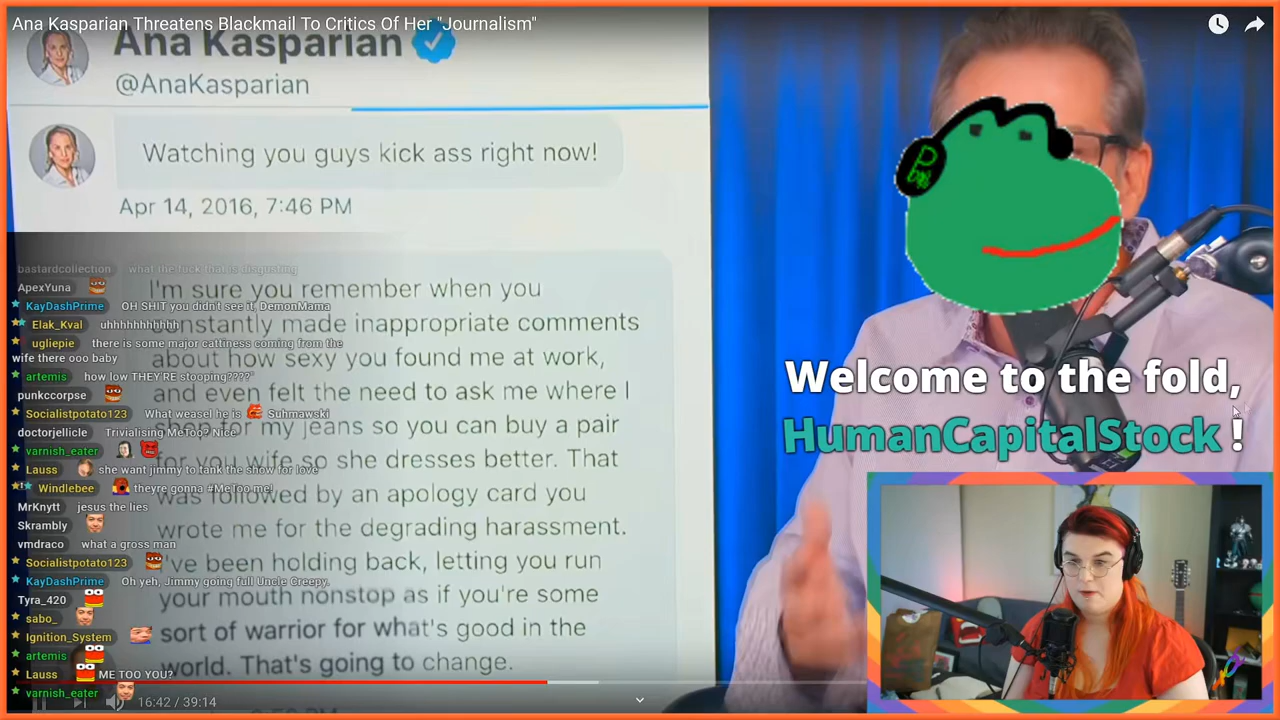 Ana Kasparian Threatens Blackmail To Critics Of Her "Journalism"
Ana Kasparian
@AnaKasparian
Watching you guys kick ass right now!
Apr 14, 2016, 7:46 PM
I'm sure you remember when you
constantly made inappropriate comments
about how sexy you found me at work,
and even felt the need to ask me where I
shop for my jeans so you can buy a pair
for you wife so she dresses better. That
was followed by an apology card you
wrote me for the degrading harassment.
I've been holding back, letting you run
your mouth nonstop as if you're some
sort of warrior for what's good in the
world. That's going to change.
bastardcollection what the fuck that is disgusting
ApexYuna
KayDashPrime OH SHIT you didn't see it, DemonMama
Elak_Kval uhhhhhhhhhhh
ugliepie there is some major cattiness coming from the
wife there ooo baby
artemis how low THEY'RE stooping????
punkccorpse
Socialistpotato123 What weasel he is Suhmawski
doctorjellicle Trivialising MeToo? Nice
varnish_eater
Lauss she want jimmy to tank the show for love
Windlebee theyre gonna #MeToo me!
MrKnytt jesus the lies
Skrambly
vmdraco what a gross man
Socialistpotato123
KayDashPrime Oh yeh, Jimmy going full Uncle Creepy.
Tyra_420
sabo_
Ignition_System
artemis
Lauss ME TOO YOU?
varnish_eater
16:42 / 39:14
Welcome to the fold,
HumanCapitalStock !